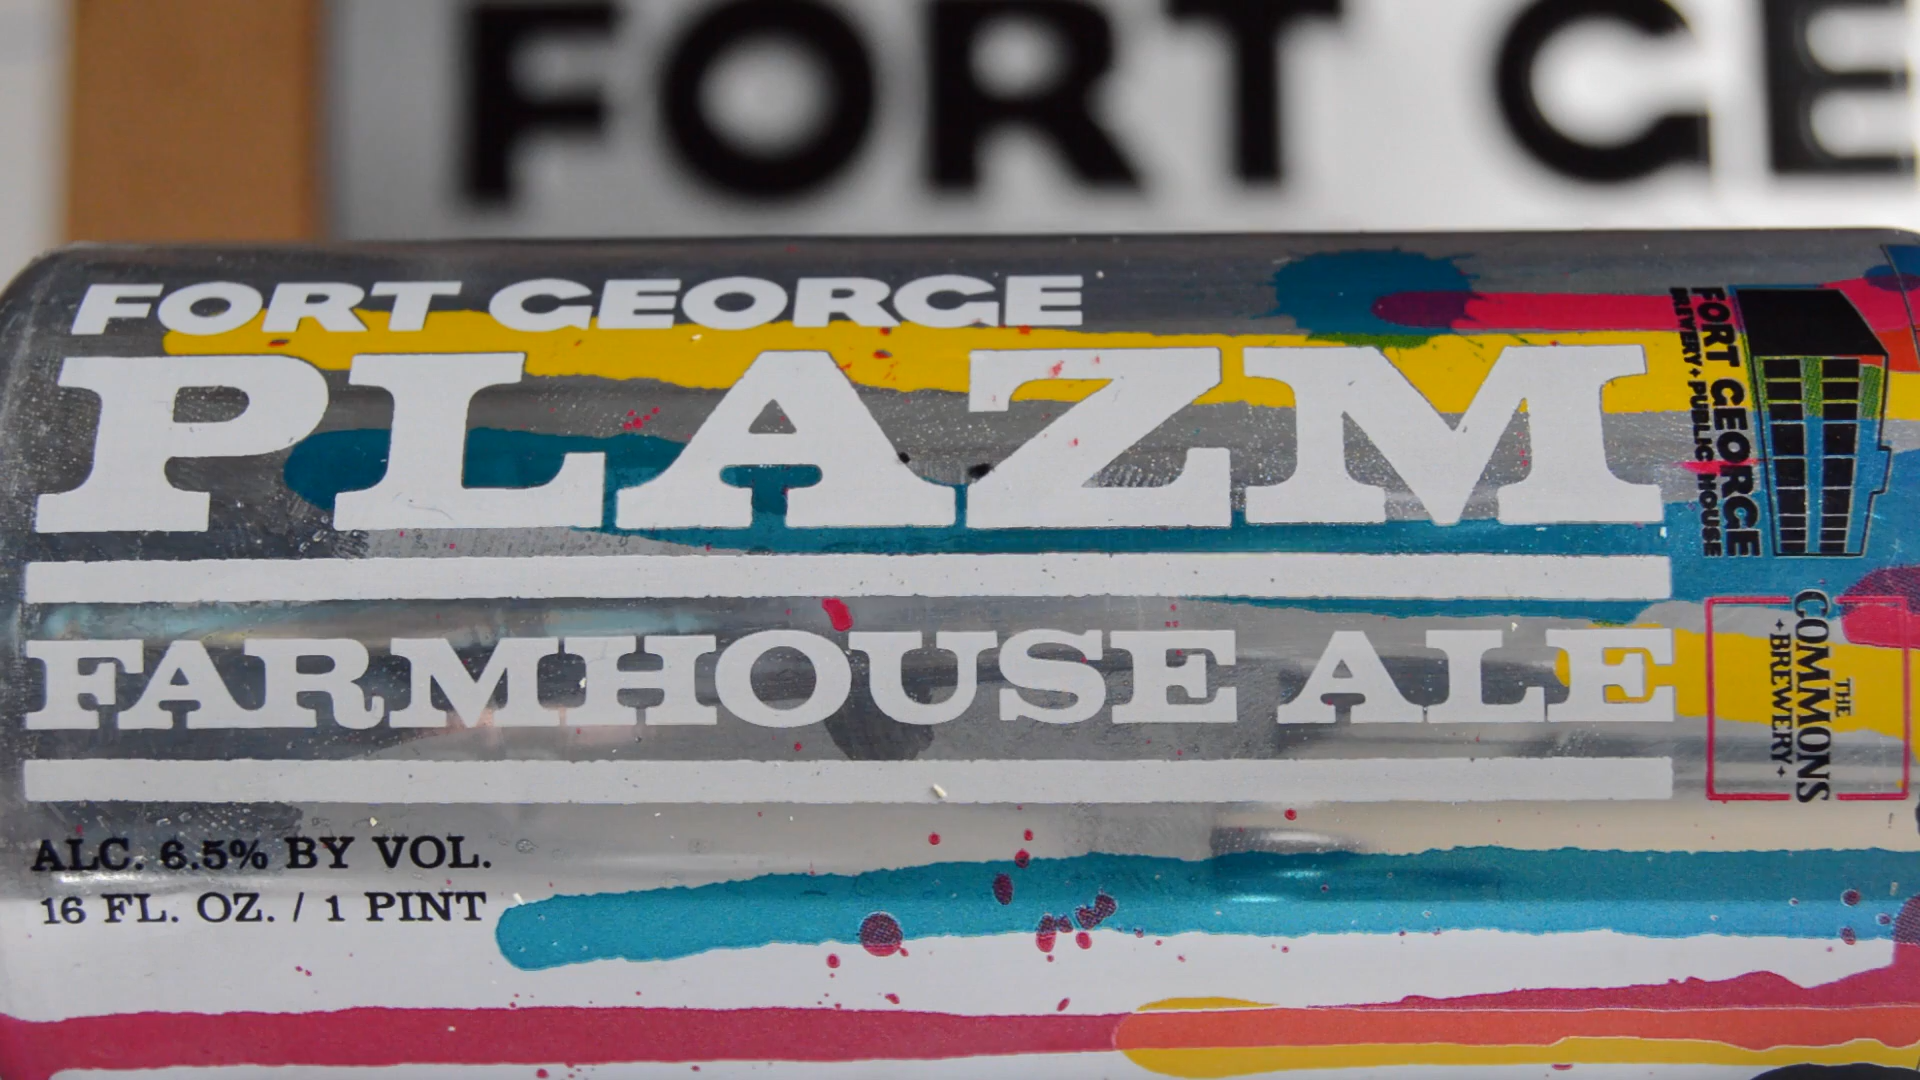 FORT GE
FORT GEORGE
PLAZM
FARMHOUSE ALE
ALC. 6.5% BY VOL.
16 FL. OZ. / 1 PINT
FORT GEORGE
BREWERY + PUBLIC HOUSE
THE
COMMONS
+BREWERY+